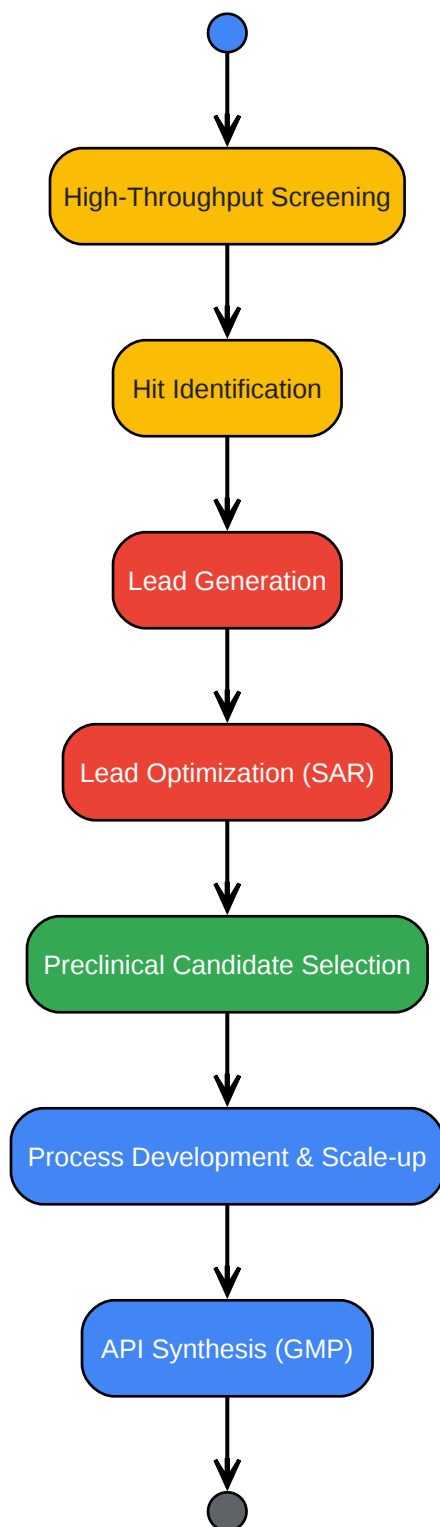 High-Throughput Screening
Hit Identification
Lead Generation
Lead Optimization (SAR)
Preclinical Candidate Selection
Process Development & Scale-up
API Synthesis (GMP)